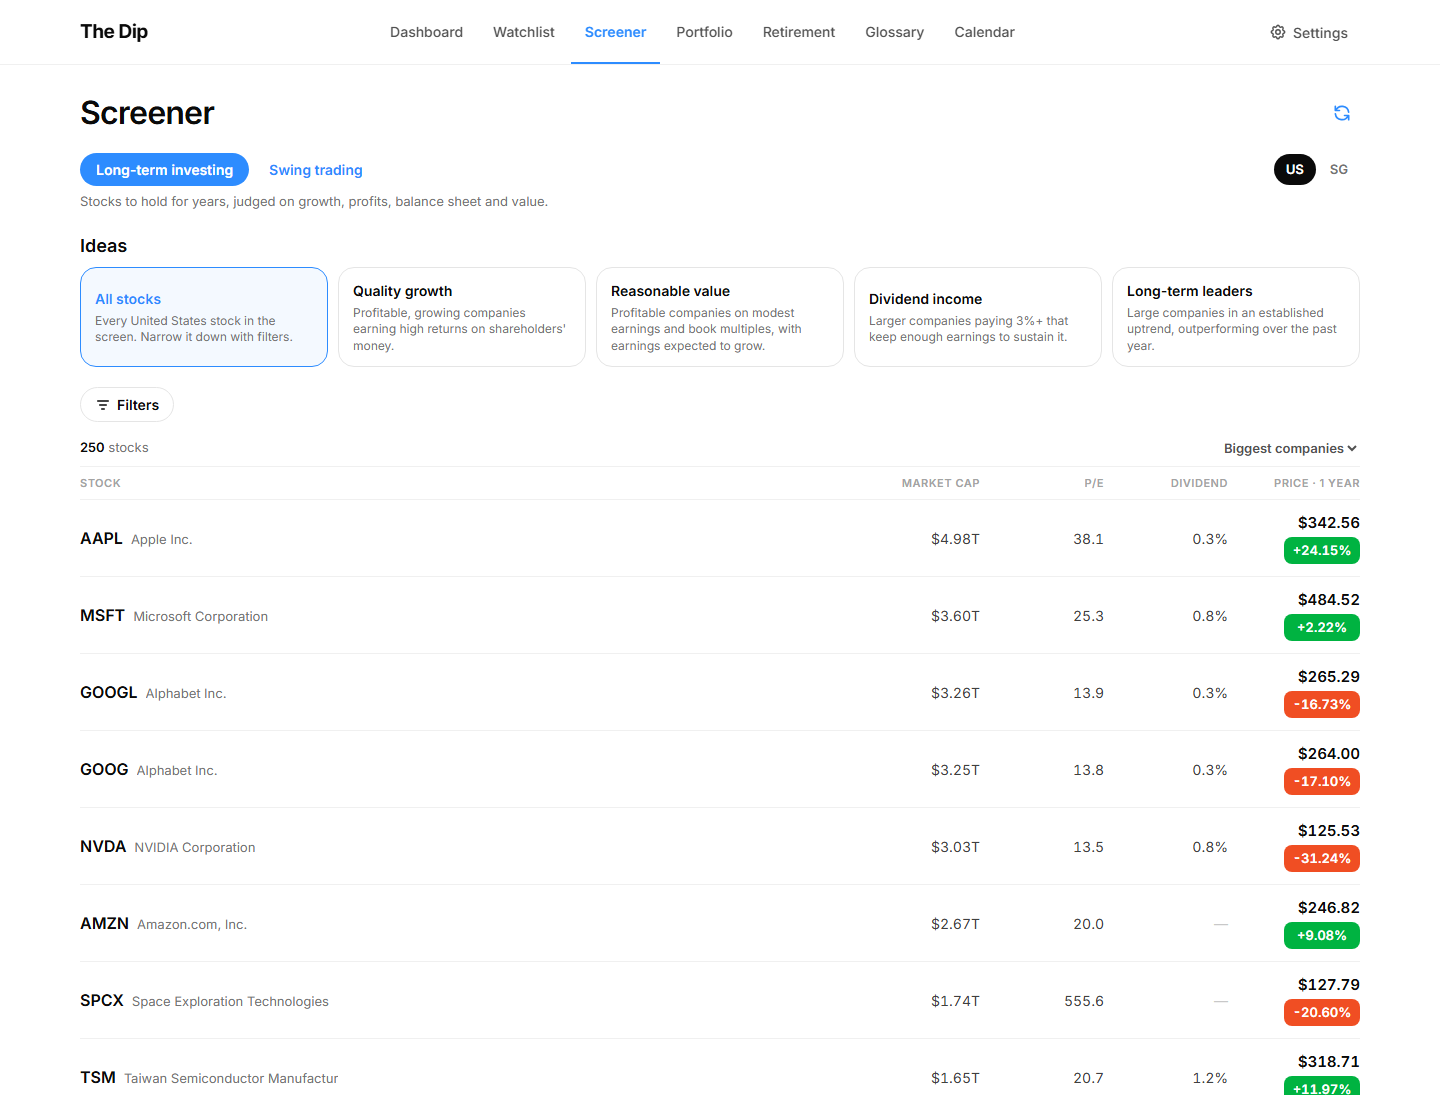 The Dip
Dashboard Watchlist Screener Portfolio Retirement Glossary Calendar
Settings
Screener
Long-term investing Swing trading
US SG
Stocks to hold for years, judged on growth, profits, balance sheet and value.
Ideas
All stocks
Every United States stock in the
screen. Narrow it down with filters.
Quality growth
Profitable, growing companies
earning high returns on shareholders'
money.
Reasonable value
Profitable companies on modest
earnings and book multiples, with
earnings expected to grow.
Dividend income
Larger companies paying 3%+ that
keep enough earnings to sustain it.
Long-term leaders
Large companies in an established
uptrend, outperforming over the past
year.
Filters
250 stocks
Biggest companies
STOCK MARKET CAP P/E DIVIDEND PRICE · 1 YEAR
AAPL Apple Inc. $4.98T 38.1 0.3% $342.56
+24.15%
MSFT Microsoft Corporation $3.60T 25.3 0.8% $484.52
+2.22%
GOOGL Alphabet Inc. $3.26T 13.9 0.3% $265.29
-16.73%
GOOG Alphabet Inc. $3.25T 13.8 0.3% $264.00
-17.10%
NVDA NVIDIA Corporation $3.03T 13.5 0.8% $125.53
-31.24%
AMZN Amazon.com, Inc. $2.67T 20.0 — $246.82
+9.08%
SPCX Space Exploration Technologies $1.74T 555.6 — $127.79
-20.60%
TSM Taiwan Semiconductor Manufactur $1.65T 20.7 1.2% $318.71
+11.97%